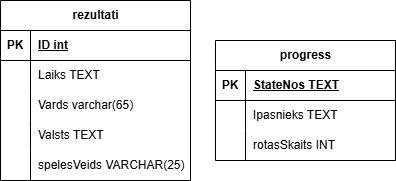 rezultati
PK ID int
Laiks TEXT
Vards varchar(65)
Valsts TEXT
spelesVeids VARCHAR(25)
progress
PK StateNos TEXT
Ipasnieks TEXT
rotasSkaits INT